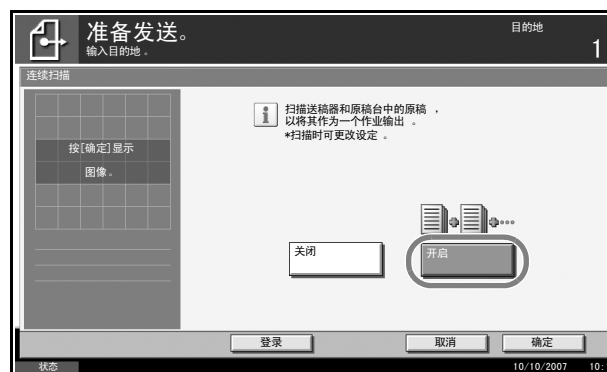 准备发送。
输入目的地。
目的地
1
连续扫描
按[确定]显示
图像。
扫描送稿器和原稿台中的原稿，
以将其作为一个作业输出。
*扫描时可更改设定。
关闭
开启
登录
取消
确定
状态
10/10/2007 10: